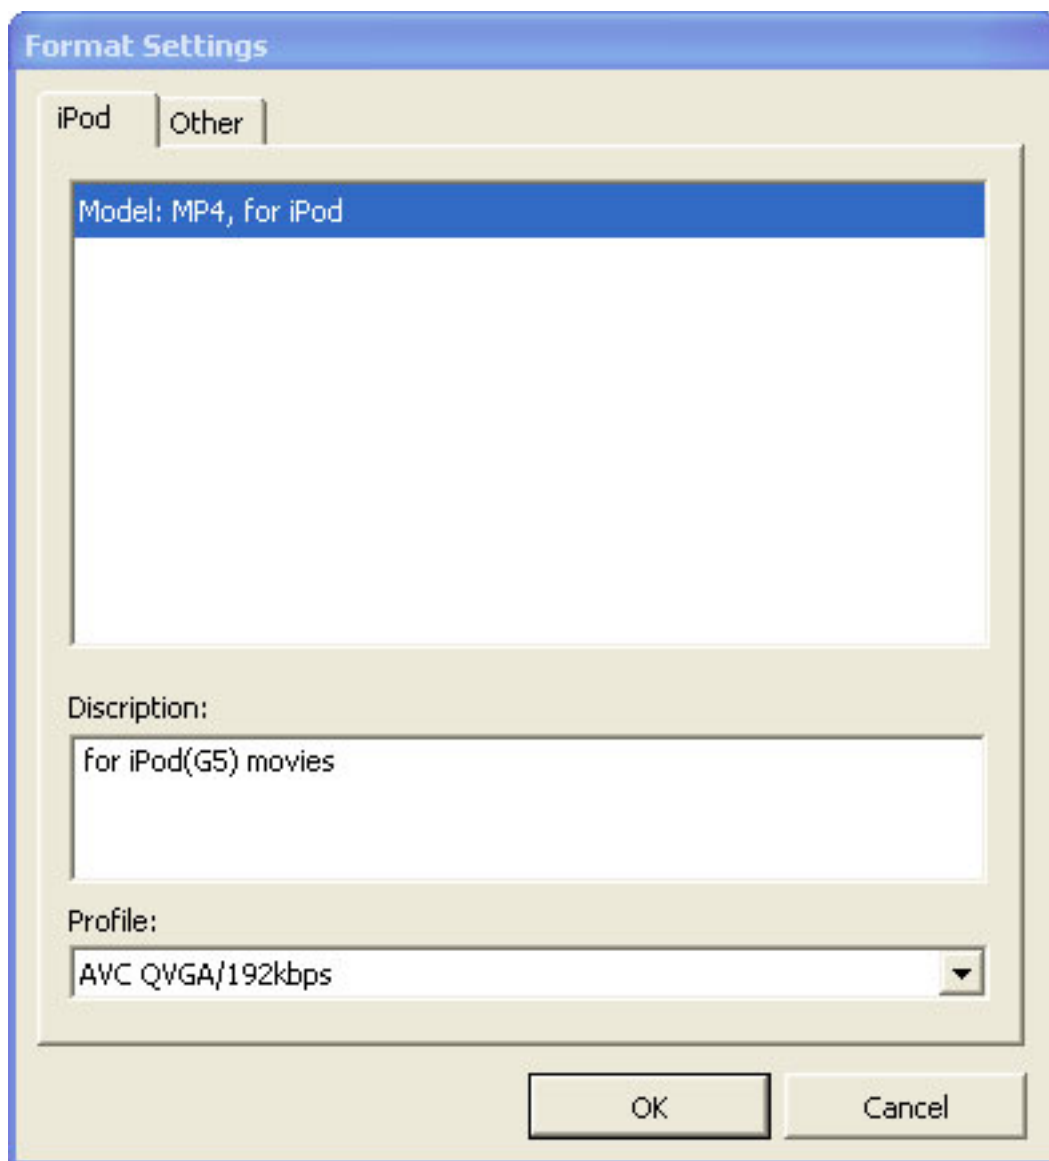 Format Settings
iPod
Other
Model: MP4, for iPod
Discription:
for iPod(G5) movies
Profile:
AVC QVGA/192kbps
OK
Cancel